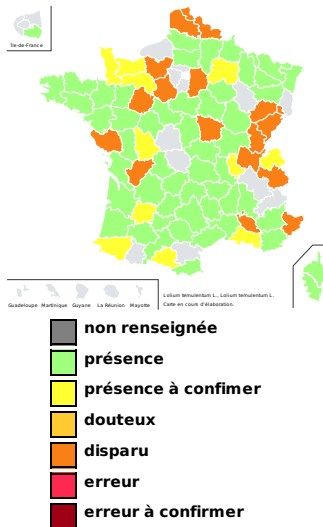 Île-de-France
Guadeloupe Martinique Guyane La Réunion Mayotte
Lolium temulentum L., Lolium temulentum L.
Carte en cours d'élaboration.
non renseignée
présence
présence à confimer
douteux
disparu
erreur
erreur à confirmer